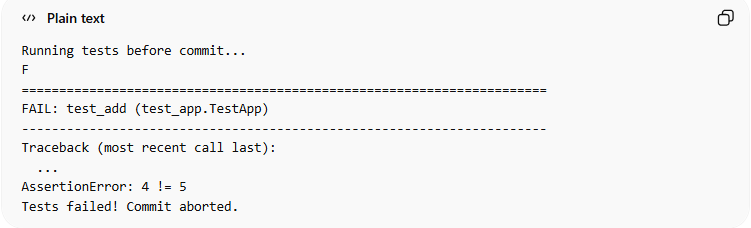 </> Plain text
Running tests before commit...
F
======================================================================
FAIL: test_add (test_app.TestApp)
----------------------------------------------------------------------
Traceback (most recent call last):
  ...
AssertionError: 4 != 5
Tests failed! Commit aborted.